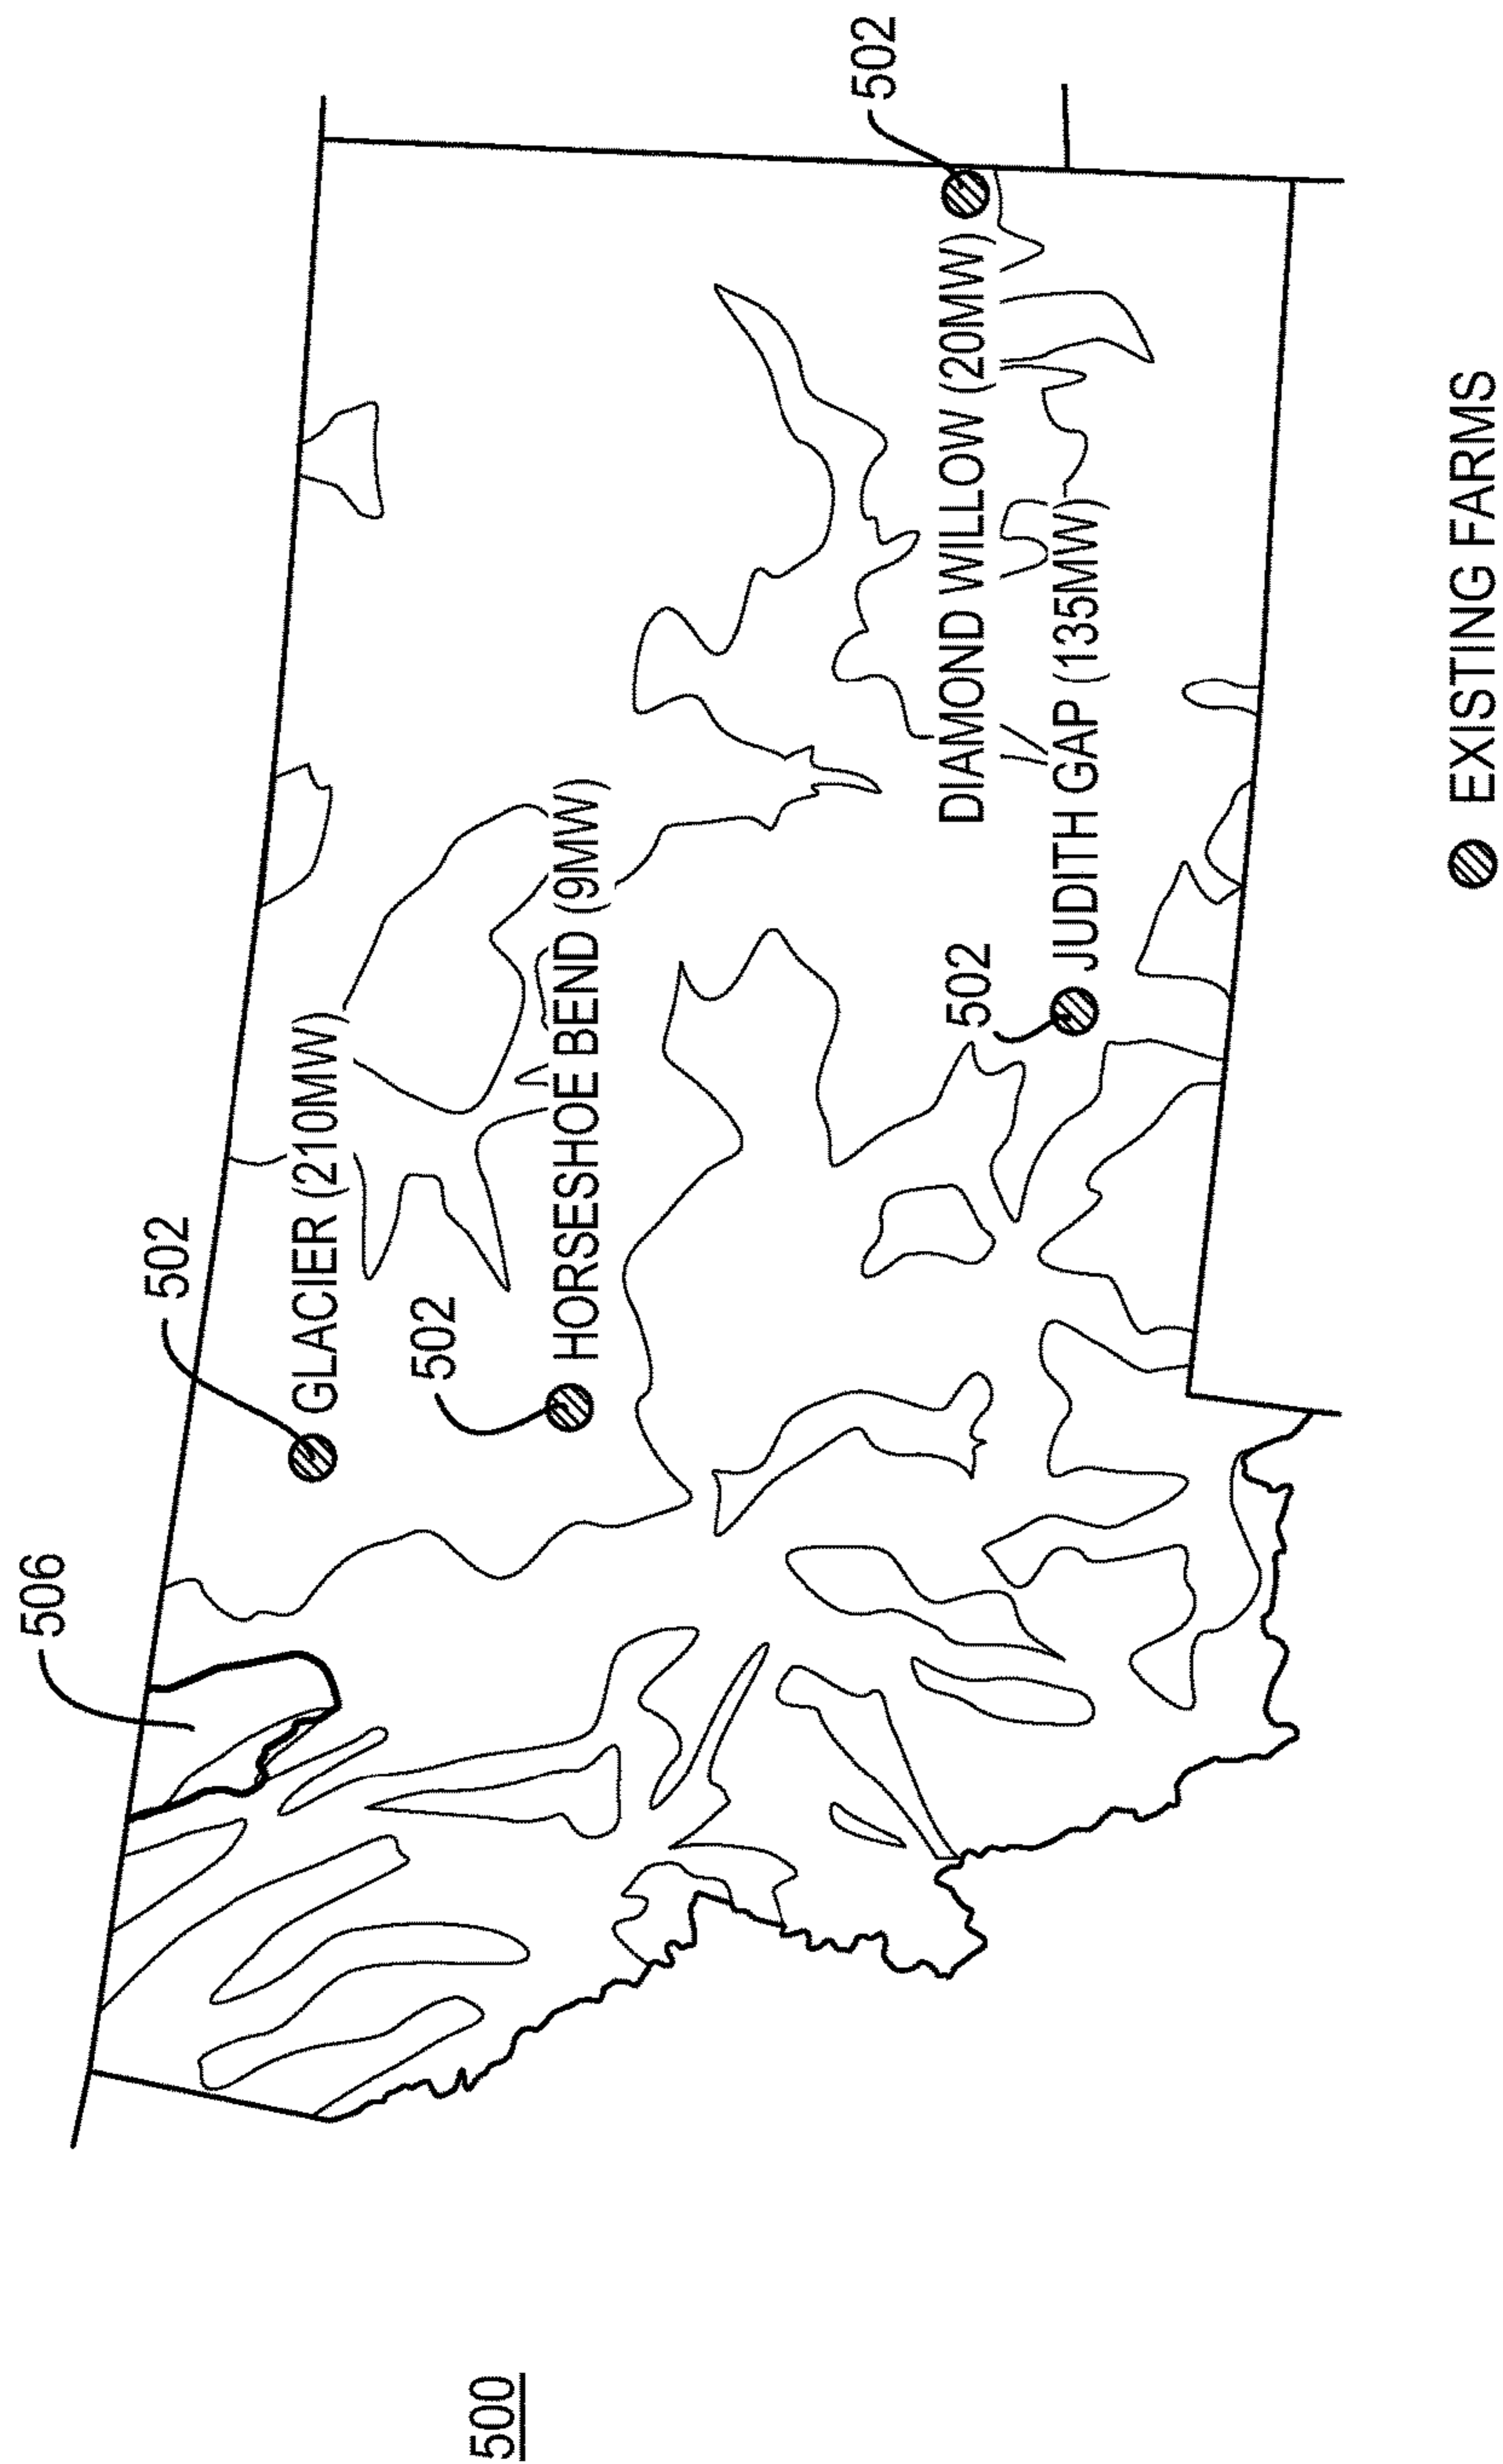 500
506
502
GLACIER (210MW)
502
HORSESHOE BEND (9MW)
502
DIAMOND WILLOW (20MW)
502
JUDITH GAP (135MW)
EXISTING FARMS